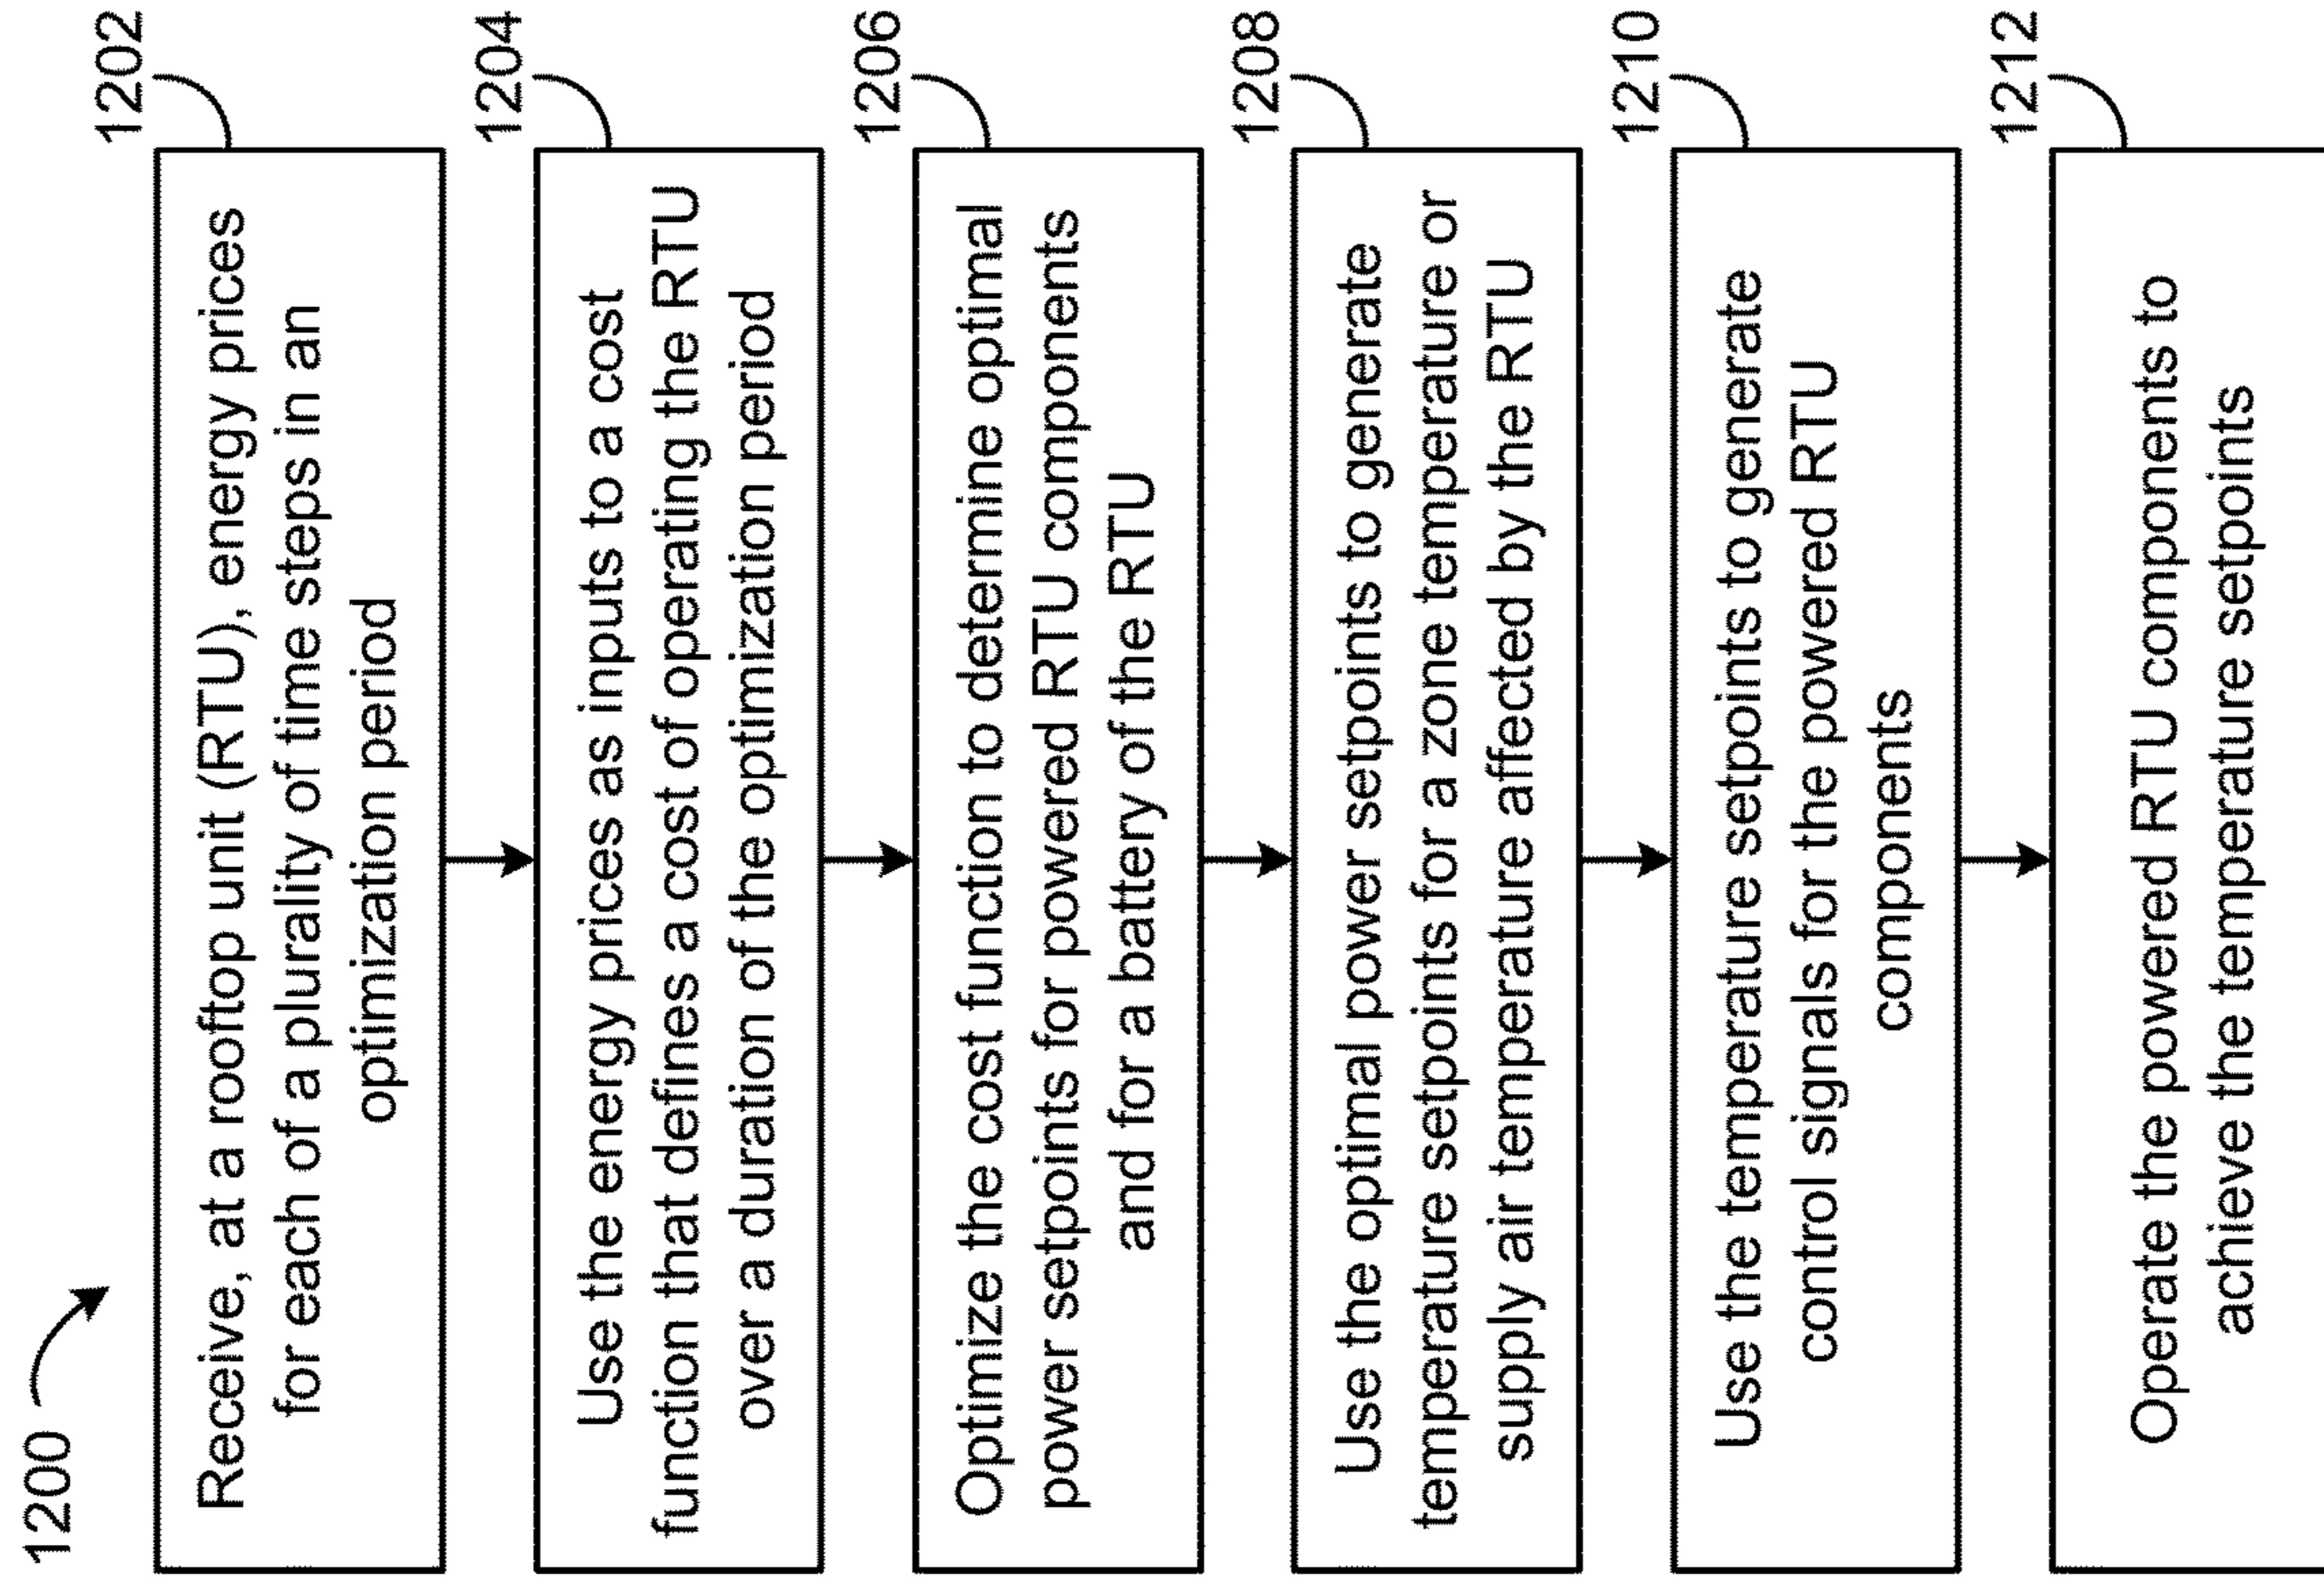 1200
1202
Receive, at a rooftop unit (RTU), energy prices
for each of a plurality of time steps in an
optimization period
1204
Use the energy prices as inputs to a cost
function that defines a cost of operating the RTU
over a duration of the optimization period
1206
Optimize the cost function to determine optimal
power setpoints for powered RTU components
and for a battery of the RTU
1208
Use the optimal power setpoints to generate
temperature setpoints for a zone temperature or
supply air temperature affected by the RTU
1210
Use the temperature setpoints to generate
control signals for the powered RTU
components
1212
Operate the powered RTU components to
achieve the temperature setpoints